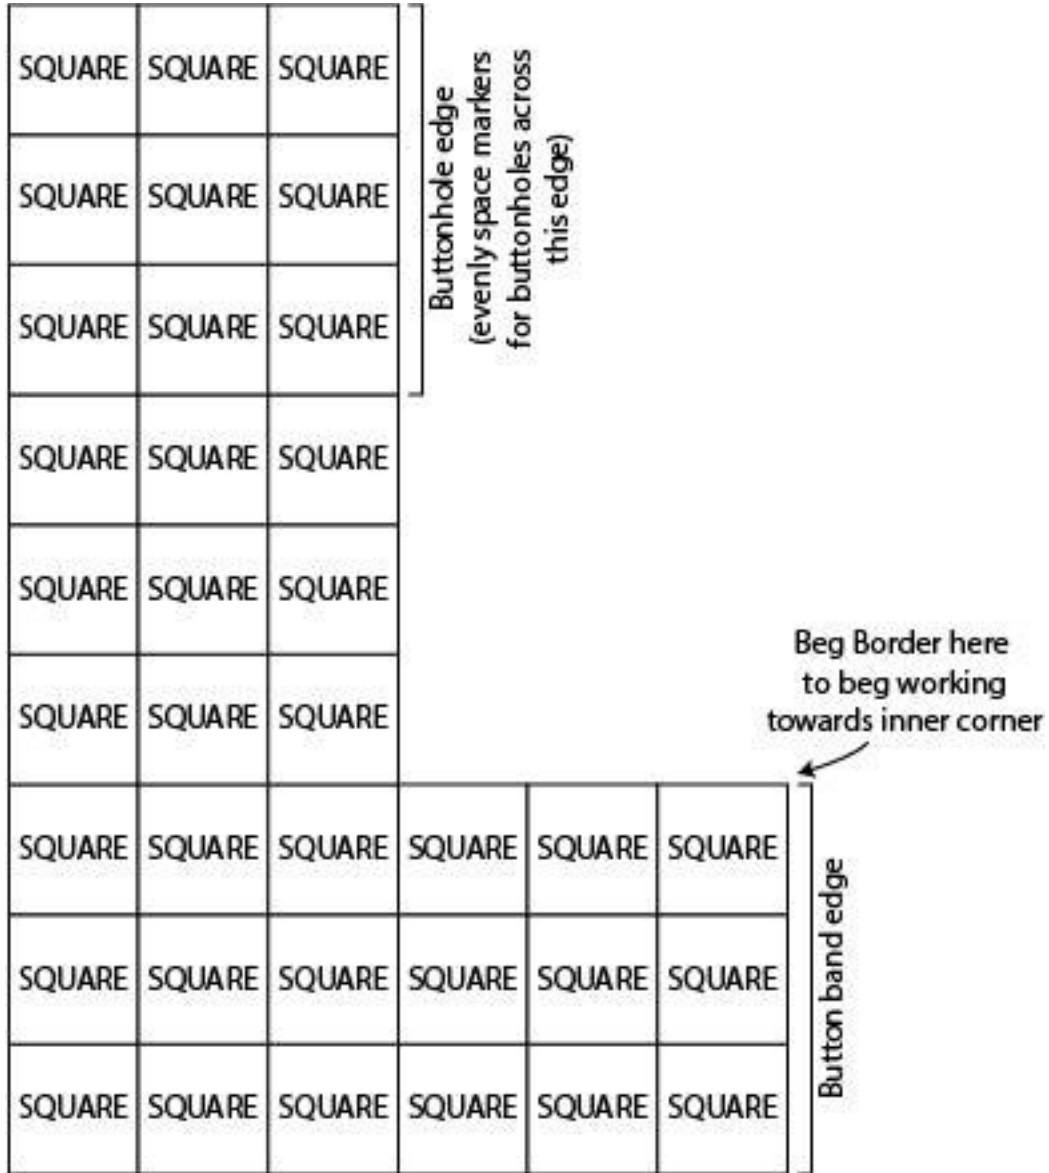 SQUARE SQUARE SQUARE
SQUARE SQUARE SQUARE
SQUARE SQUARE SQUARE
Buttonhole edge
(evenly space markers
for buttonholes across
this edge)
SQUARE SQUARE SQUARE
SQUARE SQUARE SQUARE
SQUARE SQUARE SQUARE
Beg Border here
to beg working
towards inner corner
SQUARE SQUARE SQUARE SQUARE SQUARE SQUARE
SQUARE SQUARE SQUARE SQUARE SQUARE SQUARE
SQUARE SQUARE SQUARE SQUARE SQUARE SQUARE
Button band edge